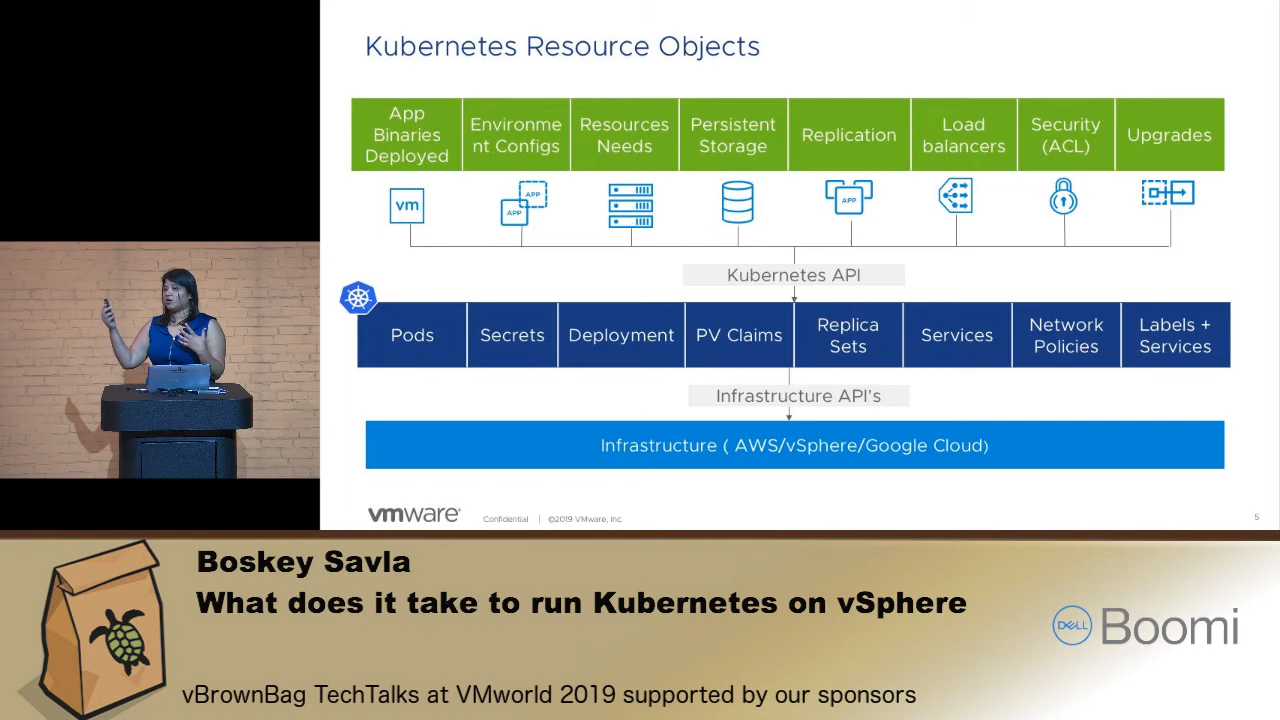 Kubernetes Resource Objects
App
Binaries
Deployed
Environme
nt Configs
Resources
Needs
Persistent
Storage
Replication
Load
balancers
Security
(ACL)
Upgrades
vm
APP
APP
APP
Kubernetes API
Pods
Secrets
Deployment
PV Claims
Replica
Sets
Services
Network
Policies
Labels +
Services
Infrastructure API's
Infrastructure ( AWS/vSphere/Google Cloud)
vmware®
Confidential | ©2019 VMware, Inc.
5
Boskey Savla
What does it take to run Kubernetes on vSphere
DELL Boomi
vBrownBag TechTalks at VMworld 2019 supported by our sponsors